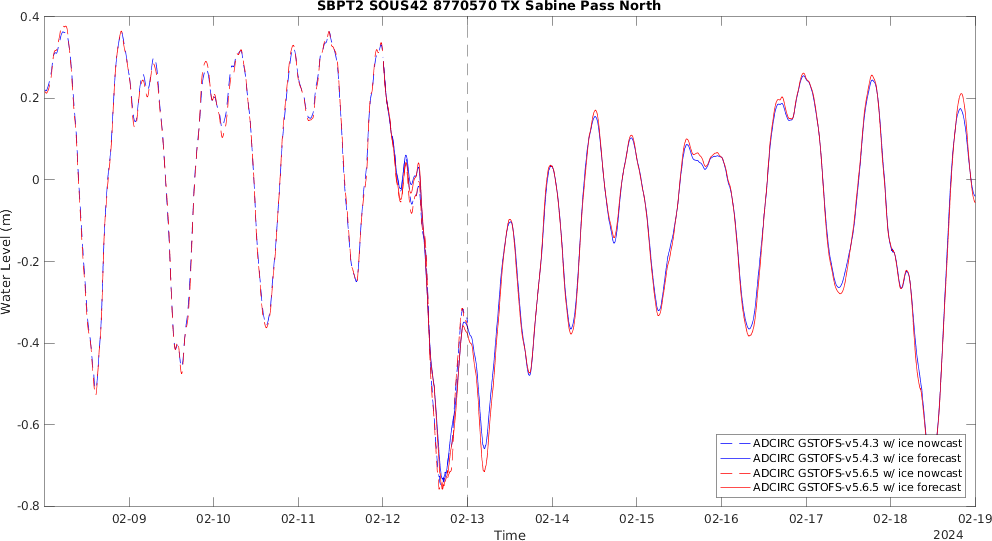 SBPT2 SOUS42 8770570 TX Sabine Pass North
0.4
0.2
0
-0.2
-0.4
-0.6
-0.8
Water Level (m)
ADCIRC GSTOFS-v5.4.3 w/ ice nowcast
ADCIRC GSTOFS-v5.4.3 w/ ice forecast
ADCIRC GSTOFS-v5.6.5 w/ ice nowcast
ADCIRC GSTOFS-v5.6.5 w/ ice forecast
02-09 02-10 02-11 02-12 02-13 02-14 02-15 02-16 02-17 02-18 02-19
Time
2024